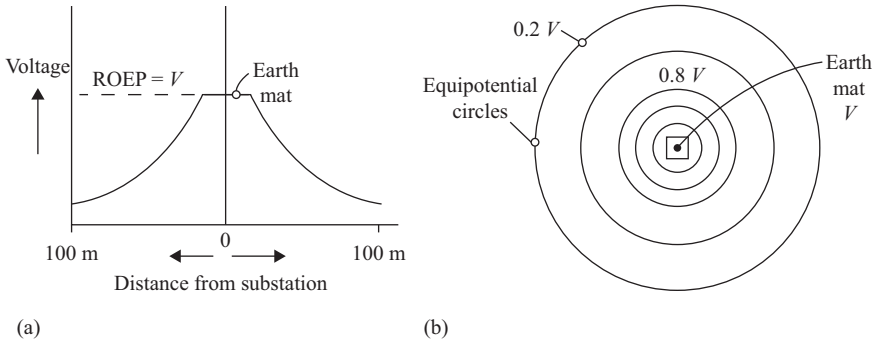 Voltage
ROEP = V
Earth
mat
100 m
0
100 m
Distance from substation
(a)
0.2 V
0.8 V
Equipotential
circles
Earth
mat
V
(b)